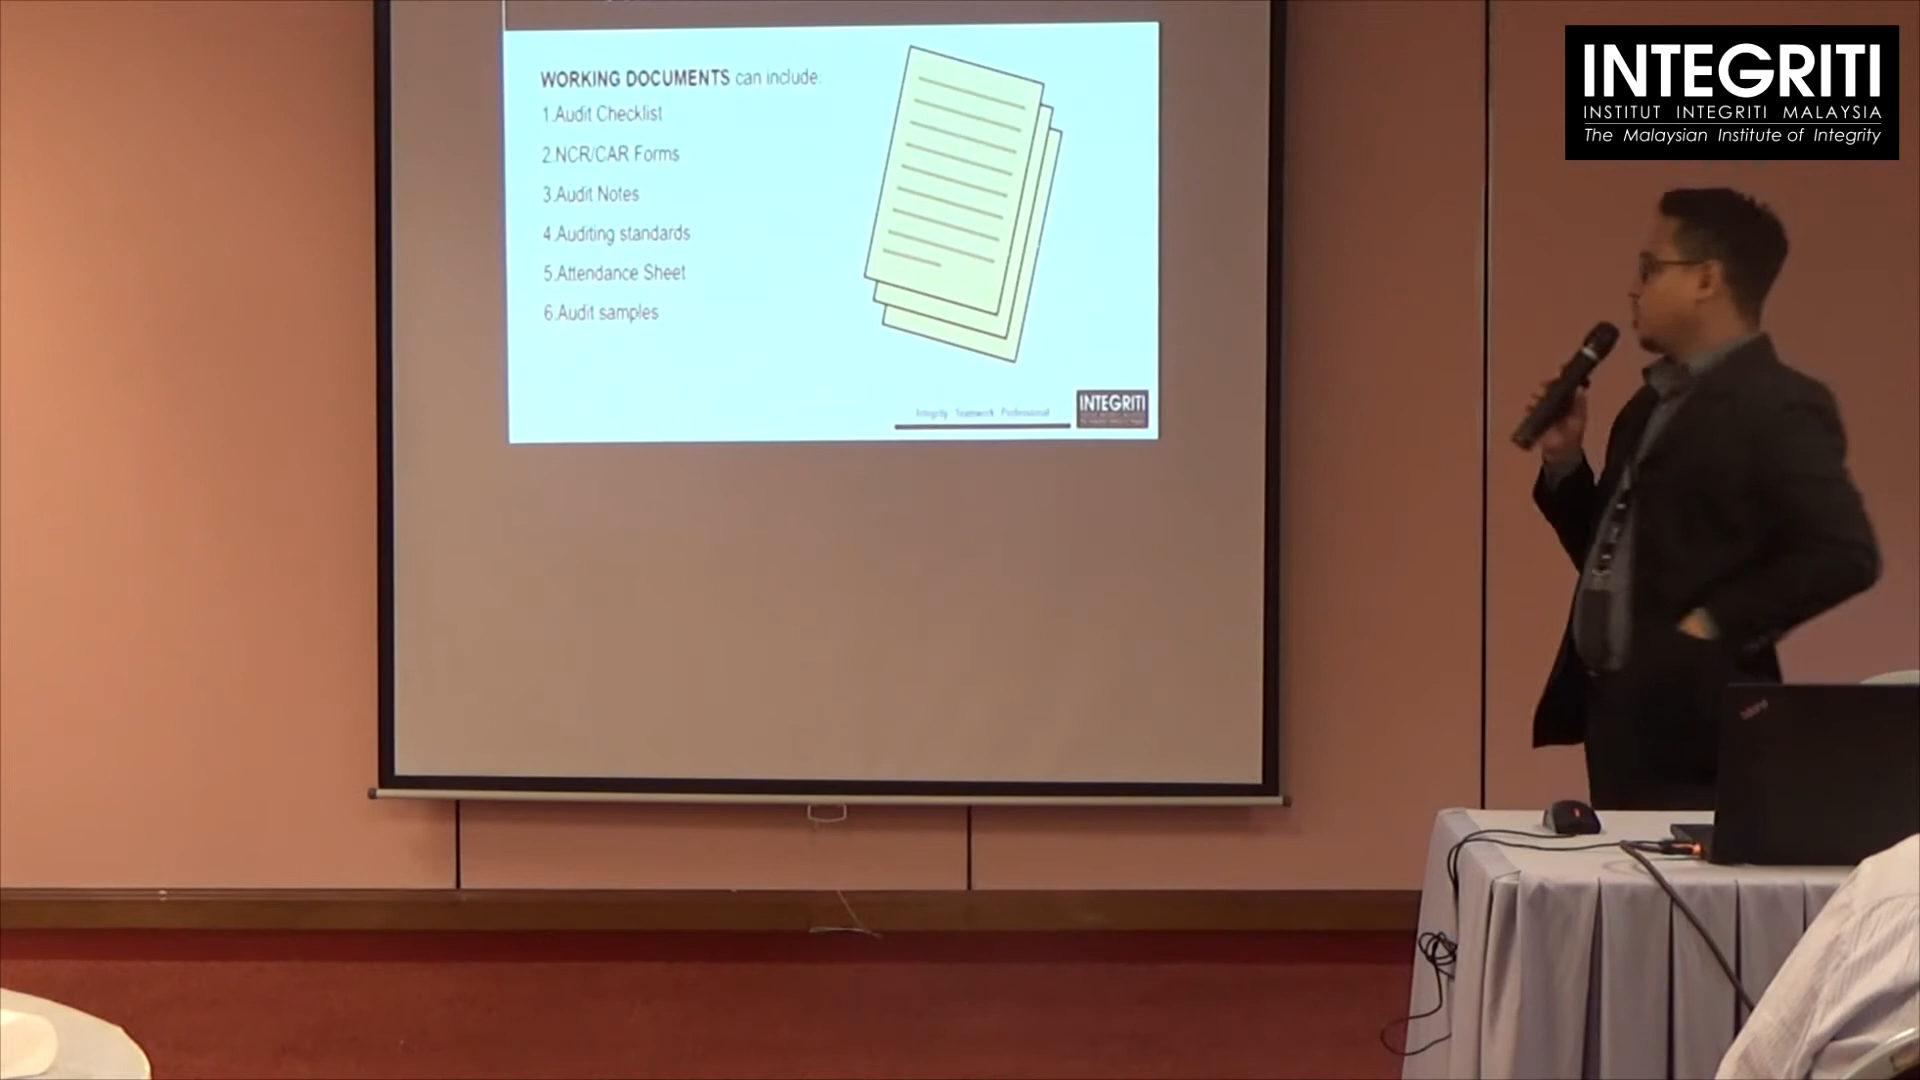 WORKING DOCUMENTS can include:
1.Audit Checklist
2.NCR/CAR Forms
3.Audit Notes
4.Auditing standards
5.Attendance Sheet
6.Audit samples
Integrity Teamwork Professional
INTEGRITI
INTEGRITI
INSTITUT INTEGRITI MALAYSIA
The Malaysian Institute of Integrity